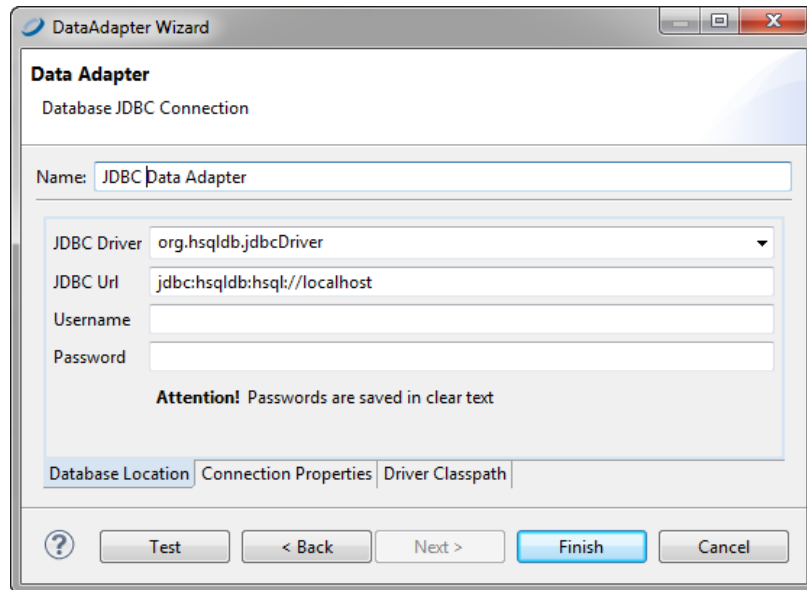 DataAdapter Wizard
Data Adapter
Database JDBC Connection
Name: JDBC Data Adapter
JDBC Driver org.hsqldb.jdbcDriver
JDBC Url jdbc:hsqldb:hsql://localhost
Username
Password
Attention! Passwords are saved in clear text
Database Location Connection Properties Driver Classpath
? Test < Back Next > Finish Cancel